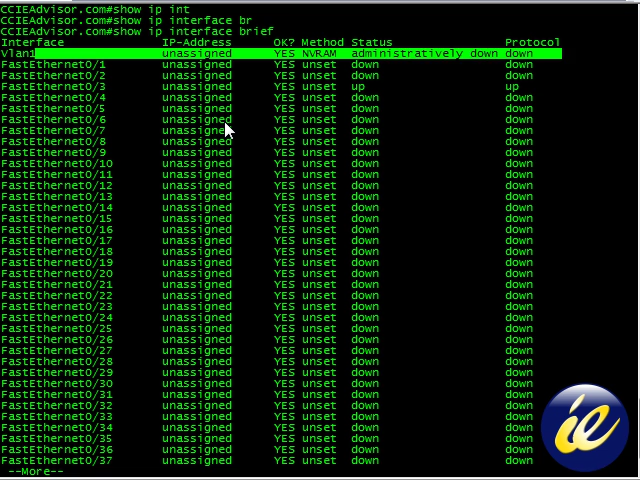 CCIEAdvisor.com#show ip int
CCIEAdvisor.com#show ip interface br
CCIEAdvisor.com#show ip interface brief
Interface IP-Address OK? Method Status Protocol
Vlan1 unassigned YES NVRAM administratively down down
FastEthernet0/1 unassigned YES unset down down
FastEthernet0/2 unassigned YES unset down down
FastEthernet0/3 unassigned YES unset up up
FastEthernet0/4 unassigned YES unset down down
FastEthernet0/5 unassigned YES unset down down
FastEthernet0/6 unassigned YES unset down down
FastEthernet0/7 unassigned YES unset down down
FastEthernet0/8 unassigned YES unset down down
FastEthernet0/9 unassigned YES unset down down
FastEthernet0/10 unassigned YES unset down down
FastEthernet0/11 unassigned YES unset down down
FastEthernet0/12 unassigned YES unset down down
FastEthernet0/13 unassigned YES unset down down
FastEthernet0/14 unassigned YES unset down down
FastEthernet0/15 unassigned YES unset down down
FastEthernet0/16 unassigned YES unset down down
FastEthernet0/17 unassigned YES unset down down
FastEthernet0/18 unassigned YES unset down down
FastEthernet0/19 unassigned YES unset down down
FastEthernet0/20 unassigned YES unset down down
FastEthernet0/21 unassigned YES unset down down
FastEthernet0/22 unassigned YES unset down down
FastEthernet0/23 unassigned YES unset down down
FastEthernet0/24 unassigned YES unset down down
FastEthernet0/25 unassigned YES unset down down
FastEthernet0/26 unassigned YES unset down down
FastEthernet0/27 unassigned YES unset down down
FastEthernet0/28 unassigned YES unset down down
FastEthernet0/29 unassigned YES unset down down
FastEthernet0/30 unassigned YES unset down down
FastEthernet0/31 unassigned YES unset down down
FastEthernet0/32 unassigned YES unset down down
FastEthernet0/33 unassigned YES unset down down
FastEthernet0/34 unassigned YES unset down down
FastEthernet0/35 unassigned YES unset down down
FastEthernet0/36 unassigned YES unset down down
FastEthernet0/37 unassigned YES unset down down
--More--
ie